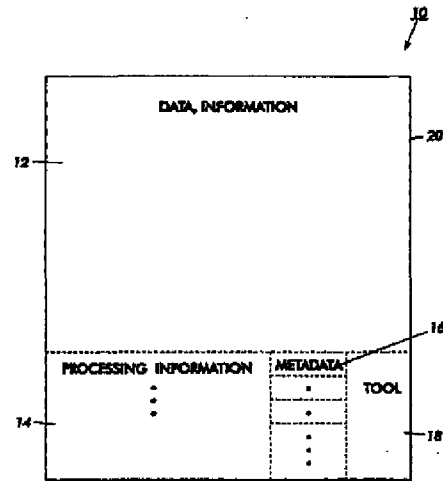 10
DATA, INFORMATION
20
12
16
PROCESSING INFORMATION
METADATA
TOOL
14
18